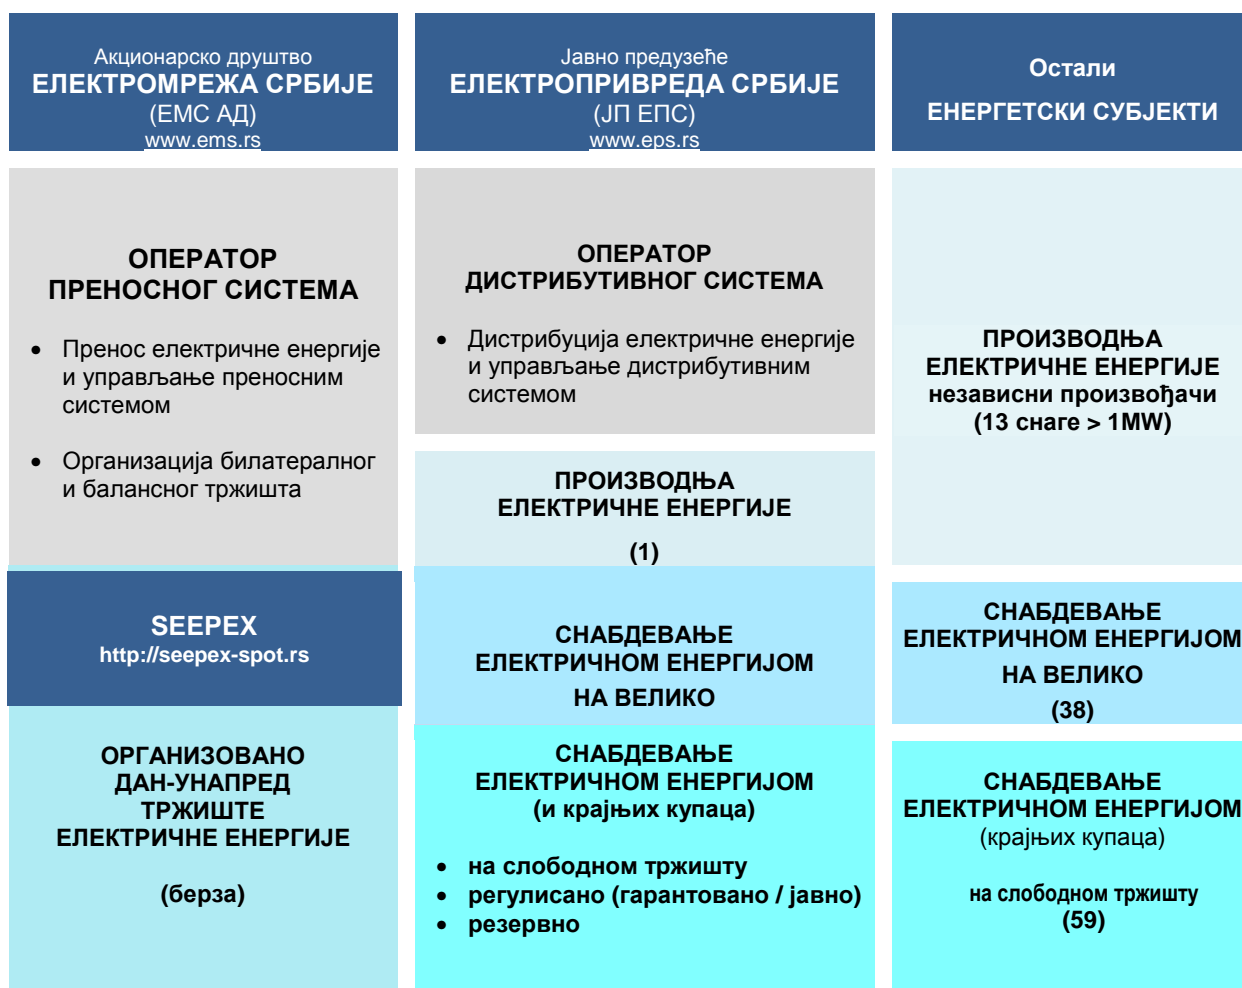 Акционарско друштво
ЕЛЕКТРОМРЕЖА СРБИЈЕ
(ЕМС АД)
www.ems.rs
Јавно предузеће
ЕЛЕКТРОПРИВРЕДА СРБИЈЕ
(ЈП ЕПС)
www.eps.rs
Остали
ЕНЕРГЕТСКИ СУБЈЕКТИ
ОПЕРАТОР
ПРЕНОСНОГ СИСТЕМА
• Пренос електричне енергије
и управљање преносним
системом
• Организација билатералног
и балансног тржишта
ОПЕРАТОР
ДИСТРИБУТИВНОГ СИСТЕМА
• Дистрибуција електричне енергије
и управљање дистрибутивним
системом
ПРОИЗВОДЊА
ЕЛЕКТРИЧНЕ ЕНЕРГИЈЕ
(1)
ПРОИЗВОДЊА
ЕЛЕКТРИЧНЕ ЕНЕРГИЈЕ
независни произвођачи
(13 снаге > 1MW)
SEEPEX
http://seepex-spot.rs
СНАБДЕВАЊЕ
ЕЛЕКТРИЧНОМ ЕНЕРГИЈОМ
НА ВЕЛИКО
СНАБДЕВАЊЕ
ЕЛЕКТРИЧНОМ ЕНЕРГИЈОМ
НА ВЕЛИКО
(38)
ОРГАНИЗОВАНО
ДАН-УНАПРЕД
ТРЖИШТЕ
ЕЛЕКТРИЧНЕ ЕНЕРГИЈЕ
(берза)
СНАБДЕВАЊЕ
ЕЛЕКТРИЧНОМ ЕНЕРГИЈОМ
(и крајњих купаца)
• на слободном тржишту
• регулисано (гарантовано / јавно)
• резервно
СНАБДЕВАЊЕ
ЕЛЕКТРИЧНОМ ЕНЕРГИЈОМ
(крајњих купаца)
на слободном тржишту
(59)